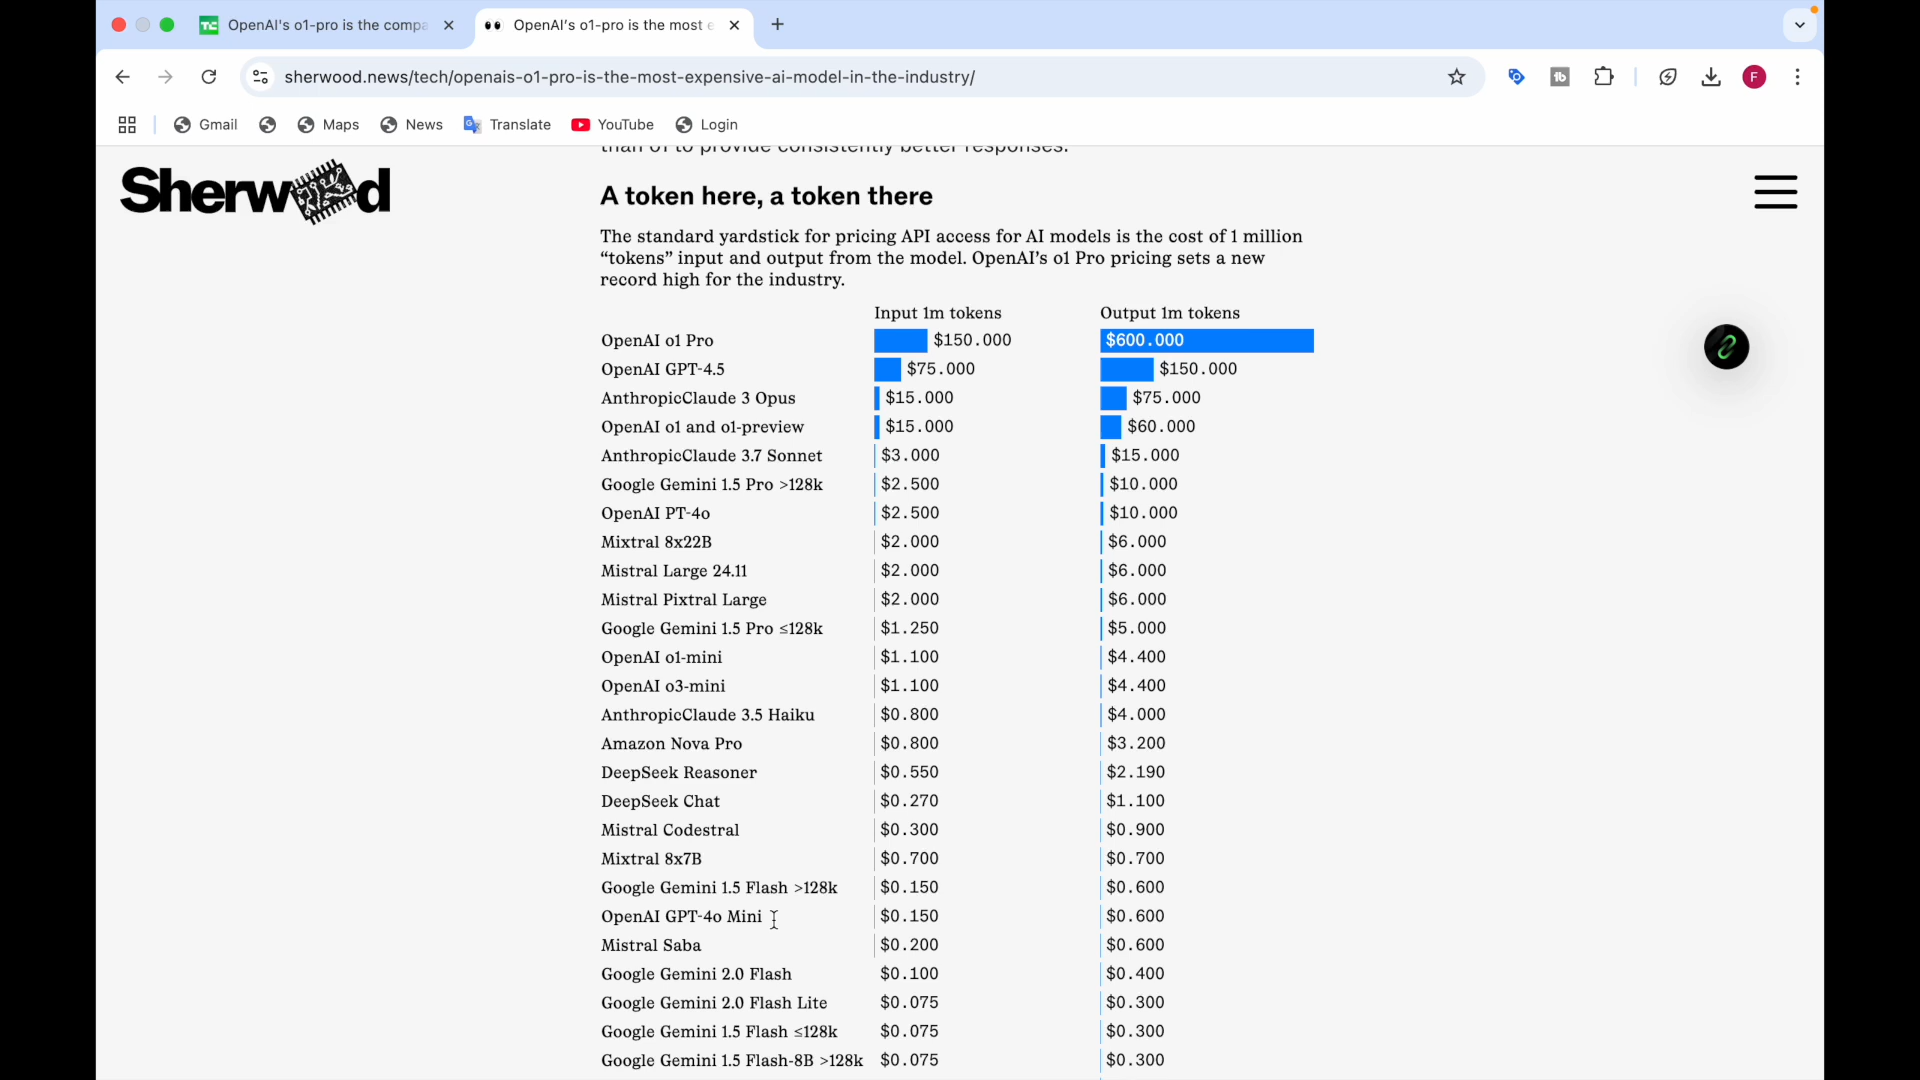 OpenAI's o1-pro is the compa
OpenAI's o1-pro is the most e
sherwood.news/tech/openais-o1-pro-is-the-most-expensive-ai-model-in-the-industry/
F
Gmail Maps News Translate YouTube Login
than o1 to provide consistently better responses.
Sherwood
A token here, a token there
The standard yardstick for pricing API access for AI models is the cost of 1 million
“tokens” input and output from the model. OpenAI’s o1 Pro pricing sets a new
record high for the industry.
Input 1m tokens Output 1m tokens
OpenAI o1 Pro $150.000 $600.000
OpenAI GPT-4.5 $75.000 $150.000
AnthropicClaude 3 Opus $15.000 $75.000
OpenAI o1 and o1-preview $15.000 $60.000
AnthropicClaude 3.7 Sonnet $3.000 $15.000
Google Gemini 1.5 Pro >128k $2.500 $10.000
OpenAI PT-4o $2.500 $10.000
Mixtral 8x22B $2.000 $6.000
Mistral Large 24.11 $2.000 $6.000
Mistral Pixtral Large $2.000 $6.000
Google Gemini 1.5 Pro ≤128k $1.250 $5.000
OpenAI o1-mini $1.100 $4.400
OpenAI o3-mini $1.100 $4.400
AnthropicClaude 3.5 Haiku $0.800 $4.000
Amazon Nova Pro $0.800 $3.200
DeepSeek Reasoner $0.550 $2.190
DeepSeek Chat $0.270 $1.100
Mistral Codestral $0.300 $0.900
Mixtral 8x7B $0.700 $0.700
Google Gemini 1.5 Flash >128k $0.150 $0.600
OpenAI GPT-4o Mini $0.150 $0.600
Mistral Saba $0.200 $0.600
Google Gemini 2.0 Flash $0.100 $0.400
Google Gemini 2.0 Flash Lite $0.075 $0.300
Google Gemini 1.5 Flash ≤128k $0.075 $0.300
Google Gemini 1.5 Flash-8B >128k $0.075 $0.300